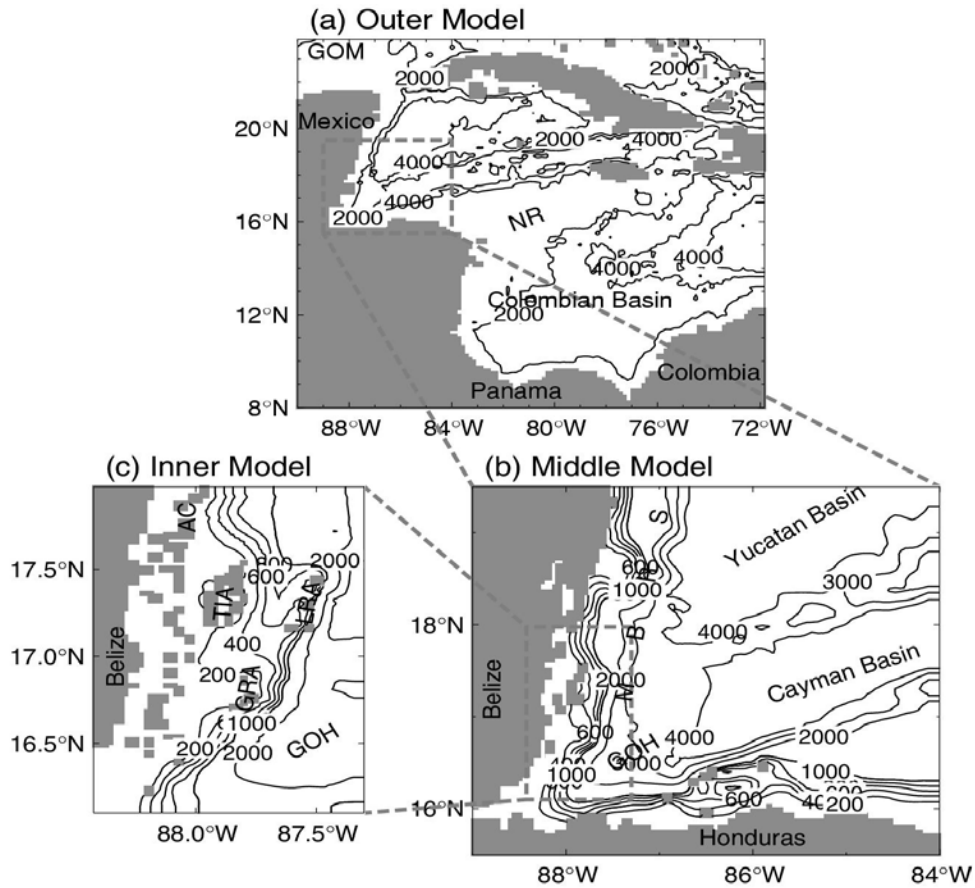 (a) Outer Model
GOM
2000
2000
20°N
Mexico
2000
4000
4000
4000
16°N
2000
NR
4000
4000
Colombian Basin
2000
12°N
Colombia
Panama
8°N
88°W 84°W 80°W 76°W 72°W
(c) Inner Model
(b) Middle Model
AC
17.5°N
600
2000
TIA
LRA
400
17.0°N
Belize
200
GRA
1000
200
2000
16.5°N
GOH
88.0°W 87.5°W
M B R S
Yucatan Basin
600
1000
3000
18°N
4000
Belize
2000
Cayman Basin
600
GOH
4000
2000
1000
1000
600
200
16°N
Honduras
88°W 86°W 84°W